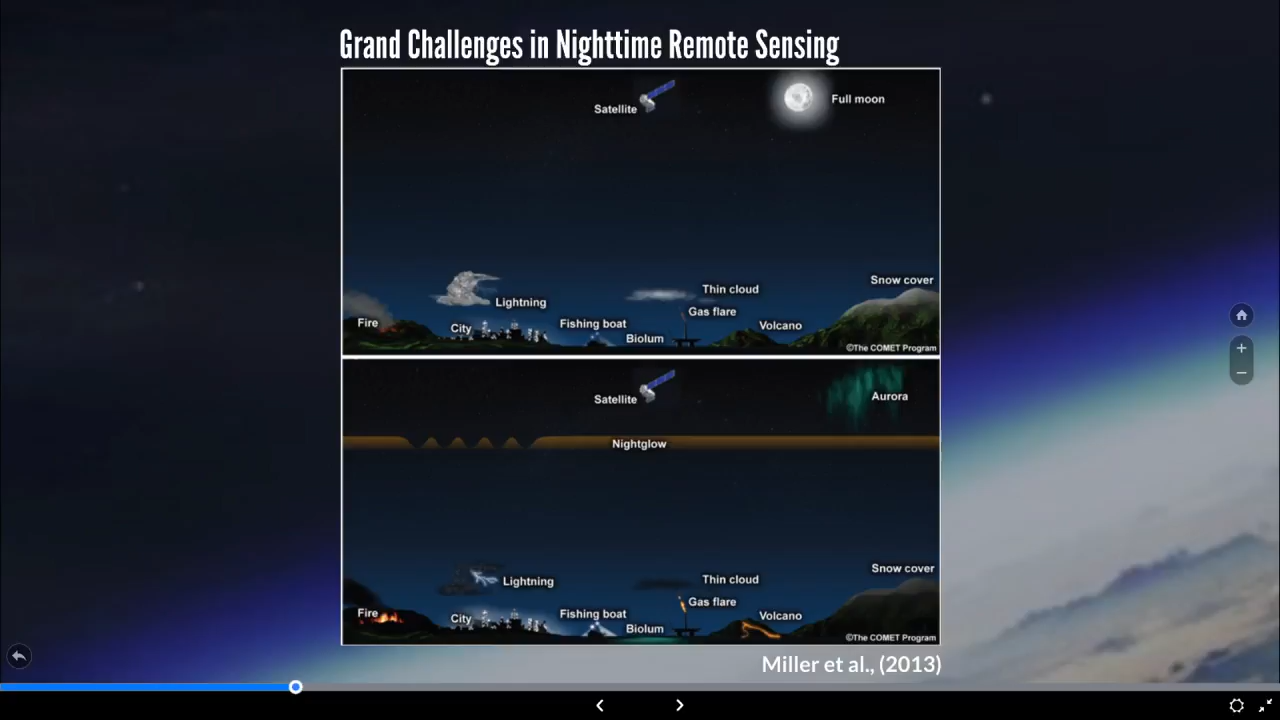 Grand Challenges in Nighttime Remote Sensing
Satellite
Full moon
Snow cover
Thin cloud
Lightning
Gas flare
Fire
City
Fishing boat
Volcano
Biolum
©The COMET Program
Satellite
Aurora
Nightglow
Snow cover
Thin cloud
Lightning
Gas flare
Fire
City
Fishing boat
Volcano
Biolum
©The COMET Program
Miller et al., (2013)